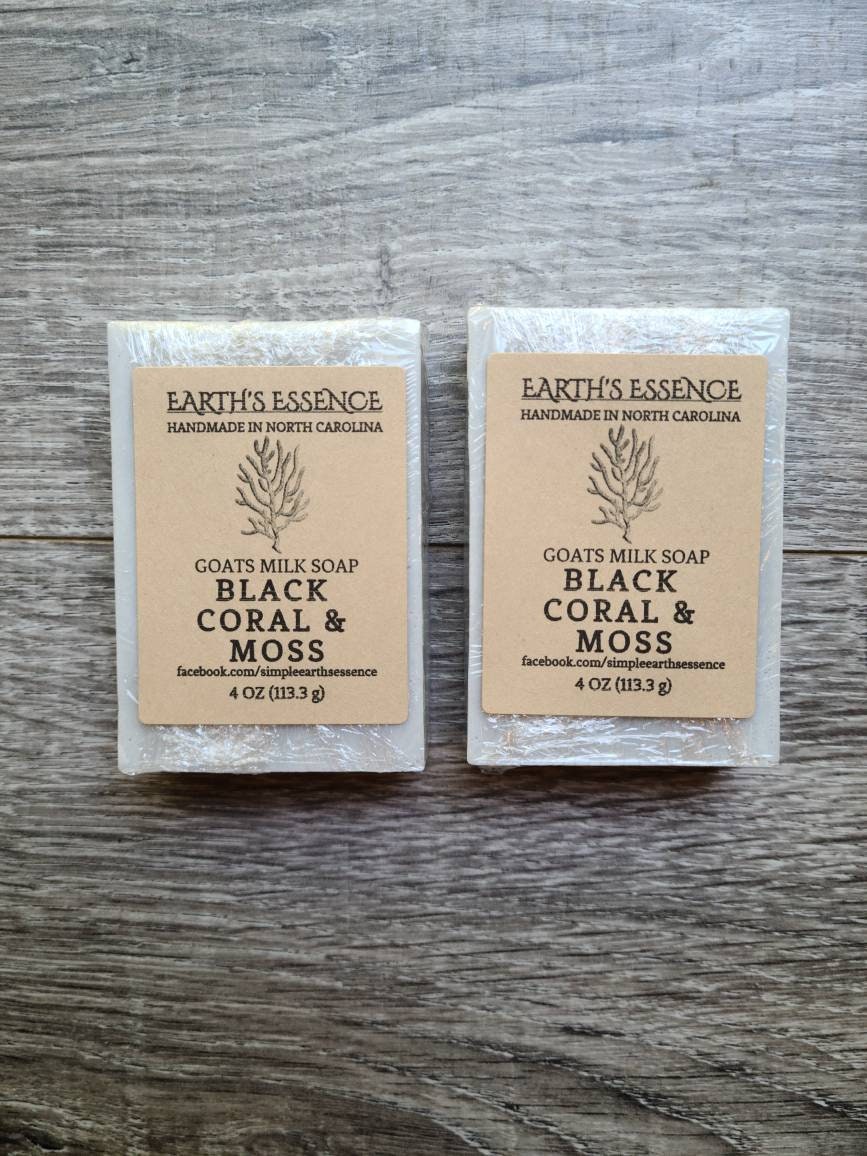 EARTH'S ESSENCE
HANDMADE IN NORTH CAROLINA
GOATS MILK SOAP
BLACK
CORAL &
MOSS
facebook.com/simpleearthsessence
4 OZ (113.3 g)
EARTH'S ESSENCE
HANDMADE IN NORTH CAROLINA
GOATS MILK SOAP
BLACK
CORAL &
MOSS
facebook.com/simpleearthsessence
4 OZ (113.3 g)